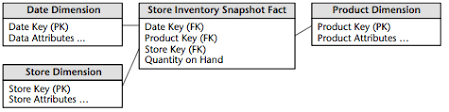 Date Dimension
Date Key (PK)
Data Attributes ...
Store Dimension
Store Key (PK)
Store Attributes ...
Store Inventory Snapshot Fact
Date Key (FK)
Product Key (FK)
Store Key (FK)
Quantity on Hand
Product Dimension
Product Key (PK)
Product Attributes ...